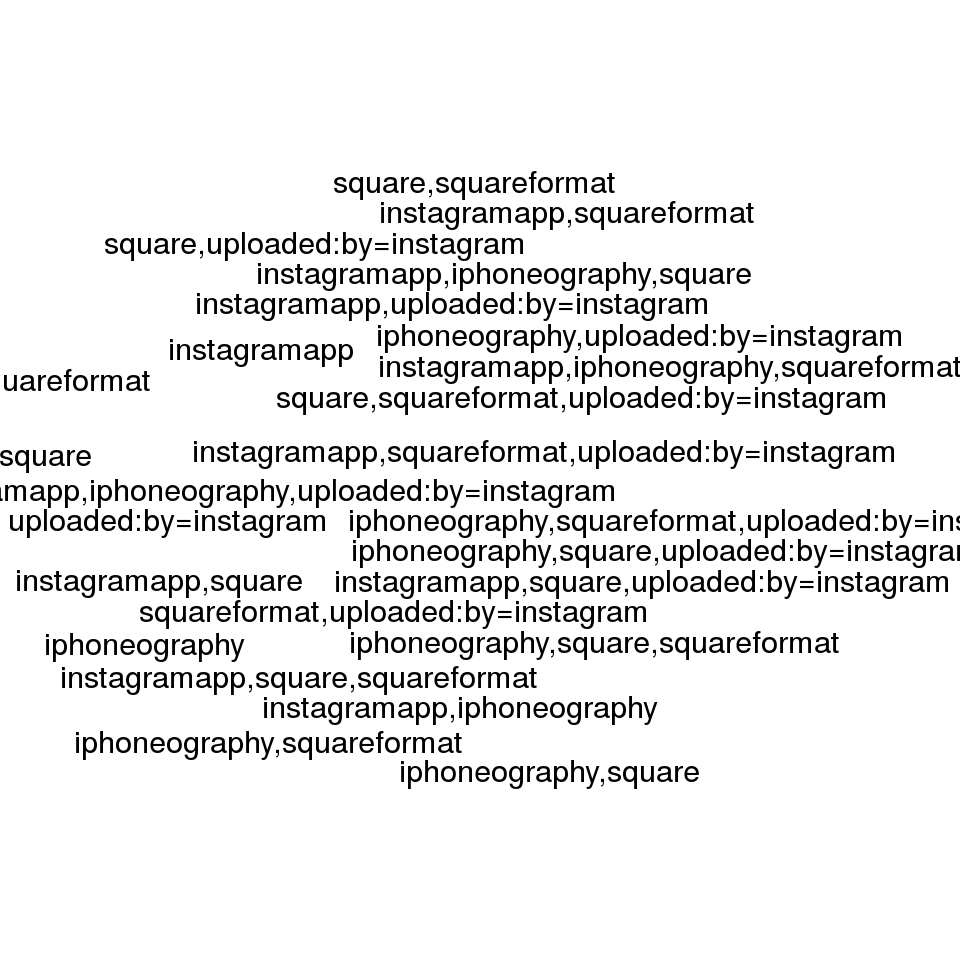 square,squareformat
instagramapp,squareformat
square,uploaded:by=instagram
instagramapp,iphoneography,square
instagramapp,uploaded:by=instagram
iphoneography,uploaded:by=instagram
instagramapp
instagramapp,iphoneography,squareformat
uareformat
square,squareformat,uploaded:by=instagram
instagramapp,squareformat,uploaded:by=instagram
square
amapp,iphoneography,uploaded:by=instagram
uploaded:by=instagram
iphoneography,squareformat,uploaded:by=ins
iphoneography,square,uploaded:by=instagra
instagramapp,square
instagramapp,square,uploaded:by=instagram
squareformat,uploaded:by=instagram
iphoneography
iphoneography,square,squareformat
instagramapp,square,squareformat
instagramapp,iphoneography
iphoneography,squareformat
iphoneography,square